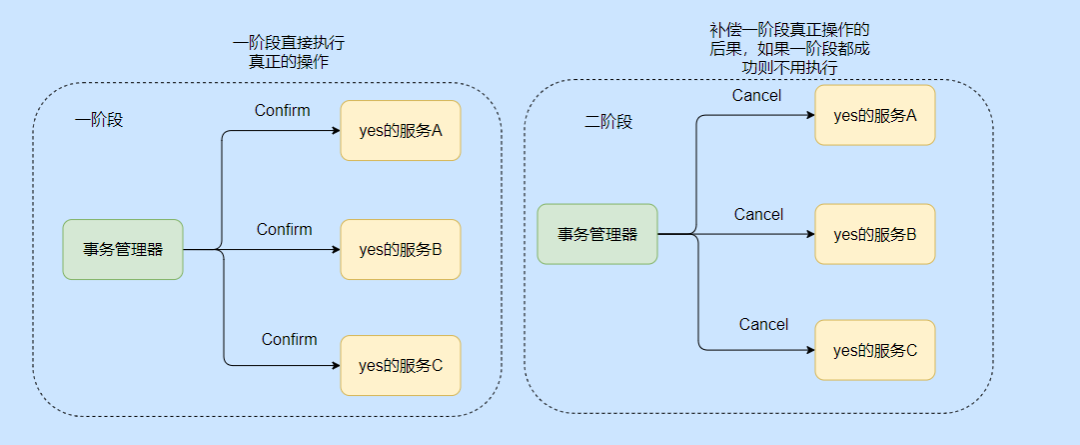 一阶段直接执行
真正的操作
一阶段
Confirm
yes的服务A
事务管理器
Confirm
yes的服务B
Confirm
yes的服务C
补偿一阶段真正操作的
后果，如果一阶段都成
功则不用执行
二阶段
Cancel
yes的服务A
事务管理器
Cancel
yes的服务B
Cancel
yes的服务C